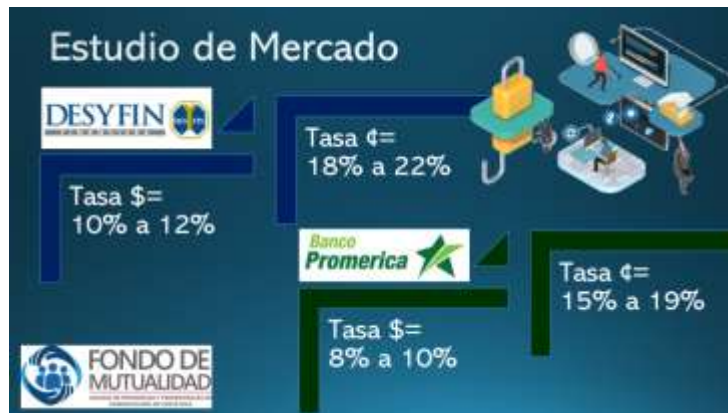 Estudio de Mercado
DESYFIN
FINANCIERA
Tasa $=
10% a 12%
Tasa ¢=
18% a 22%
Banco
Promerica
Tasa $=
8% a 10%
Tasa ¢=
15% a 19%
FONDO DE
MUTUALIDAD